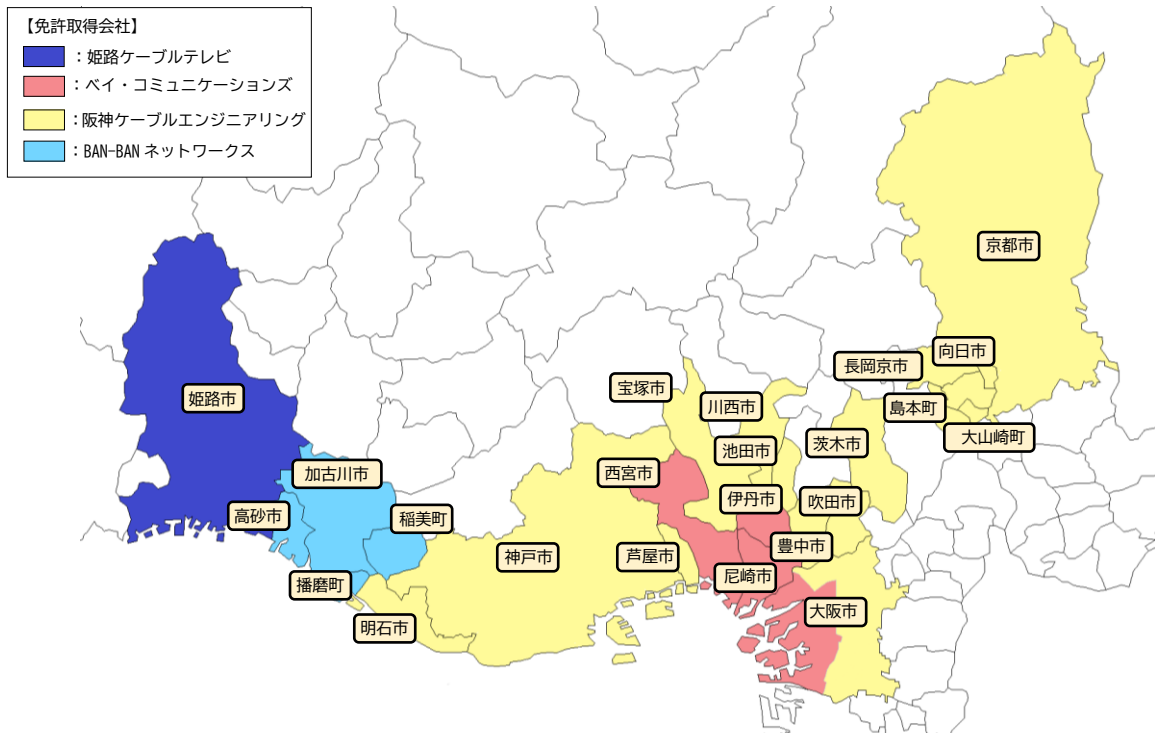 【免許取得会社】
：姫路ケーブルテレビ
：ベイ・コミュニケーションズ
：阪神ケーブルエンジニアリング
：BAN-BAN ネットワークス
京都市
向日市
長岡京市
宝塚市
姫路市
川西市
島本町
大山崎町
池田市
茨木市
加古川市
西宮市
伊丹市
吹田市
高砂市
稲美町
豊中市
神戸市
芦屋市
尼崎市
播磨町
大阪市
明石市